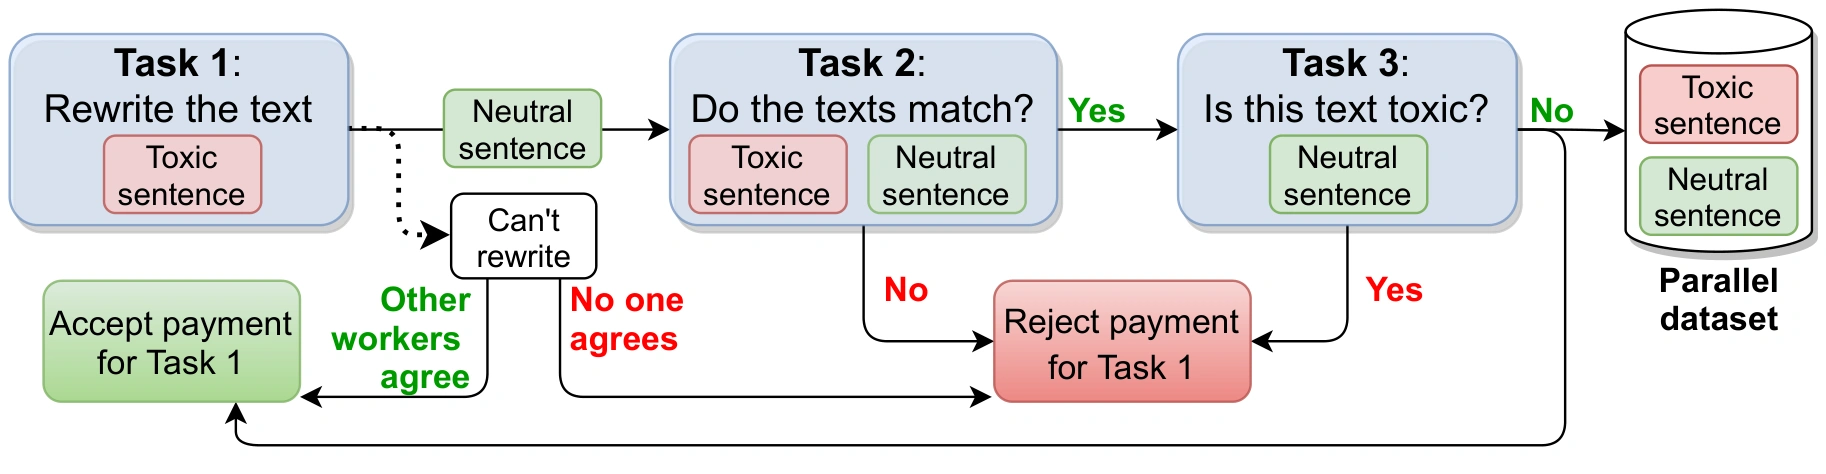 Task 1:
Rewrite the text
Toxic
sentence
Neutral
sentence
Can't
rewrite
Task 2:
Do the texts match?
Toxic
sentence
Neutral
sentence
Yes
Task 3:
Is this text toxic?
Neutral
sentence
No
Toxic
sentence
Neutral
sentence
Parallel
dataset
Accept payment
for Task 1
Other
workers
agree
No one
agrees
No
Reject payment
for Task 1
Yes